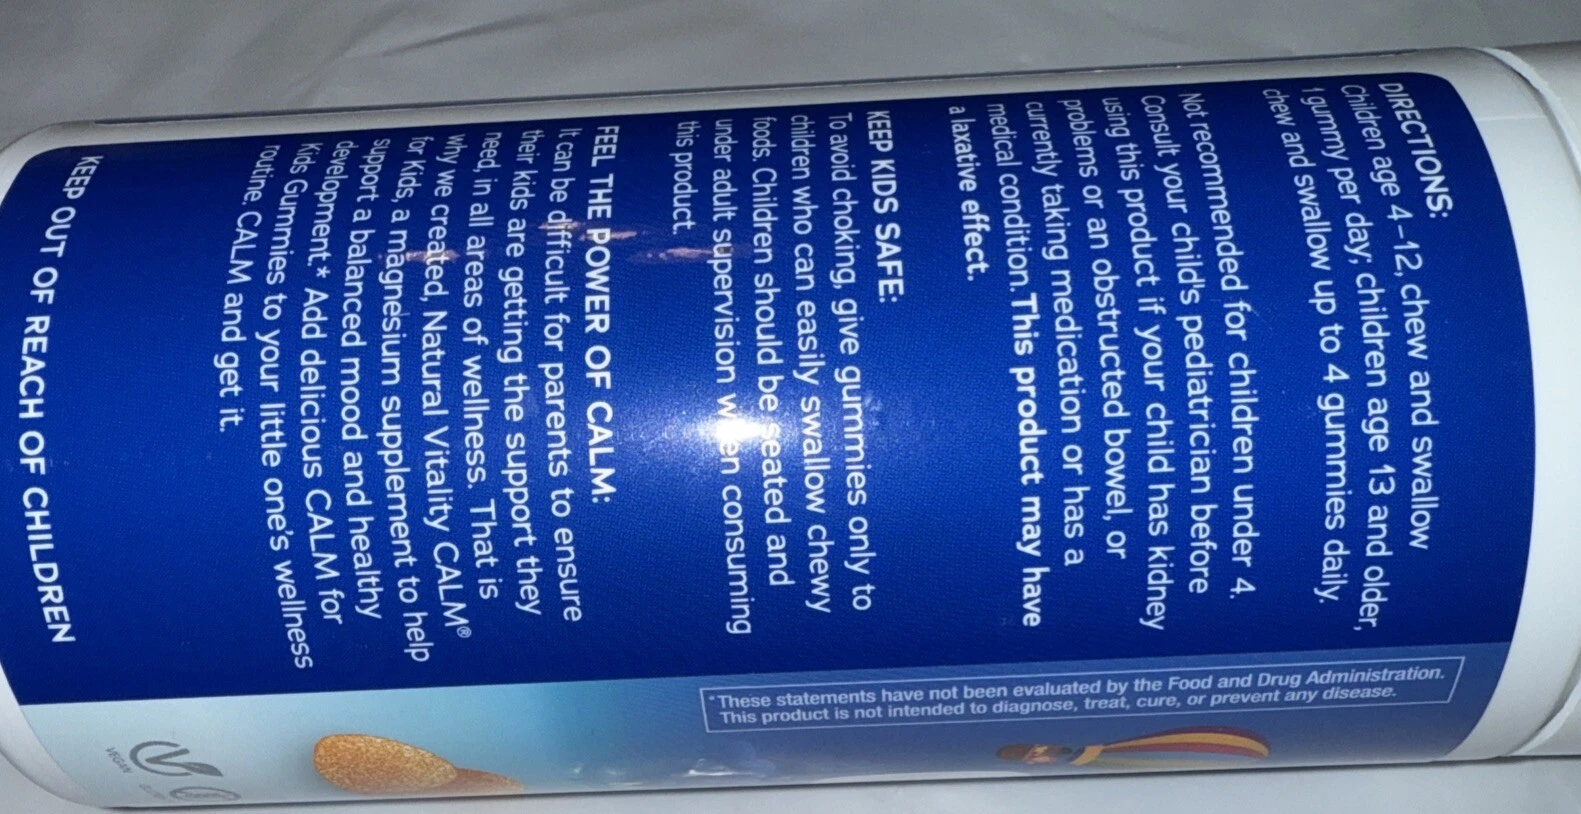 DIRECTIONS:
Children age 4–12, chew and swallow
1 gummy per day; children age 13 and older,
chew and swallow up to 4 gummies daily.
Not recommended for children under 4.
Consult your child's pediatrician before
using this product if your child has kidney
problems or an obstructed bowel, or
currently taking medication or has a
medical condition. This product may have
a laxative effect.
KEEP KIDS SAFE:
To avoid choking, give gummies only to
children who can easily swallow chewy
foods. Children should be seated and
under adult supervision when consuming
this product.
FEEL THE POWER OF CALM:
It can be difficult for parents to ensure
their kids are getting the support they
need, in all areas of wellness. That is
why we created, Natural Vitality CALM®
for Kids, a magnesium supplement to help
support a balanced mood and healthy
development.* Add delicious CALM for
Kids Gummies to your little one's wellness
routine. CALM and get it.
KEEP OUT OF REACH OF CHILDREN
*These statements have not been evaluated by the Food and Drug Administration.
This product is not intended to diagnose, treat, cure, or prevent any disease.
VEGAN